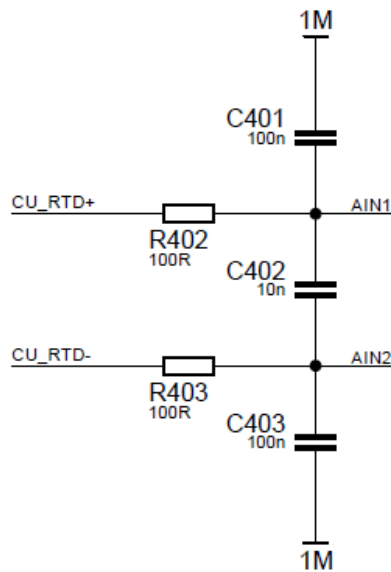 1M
C401
100n
CU_RTD+
AIN1
R402
100R
C402
10n
CU_RTD-
AIN2
R403
100R
C403
100n
1M